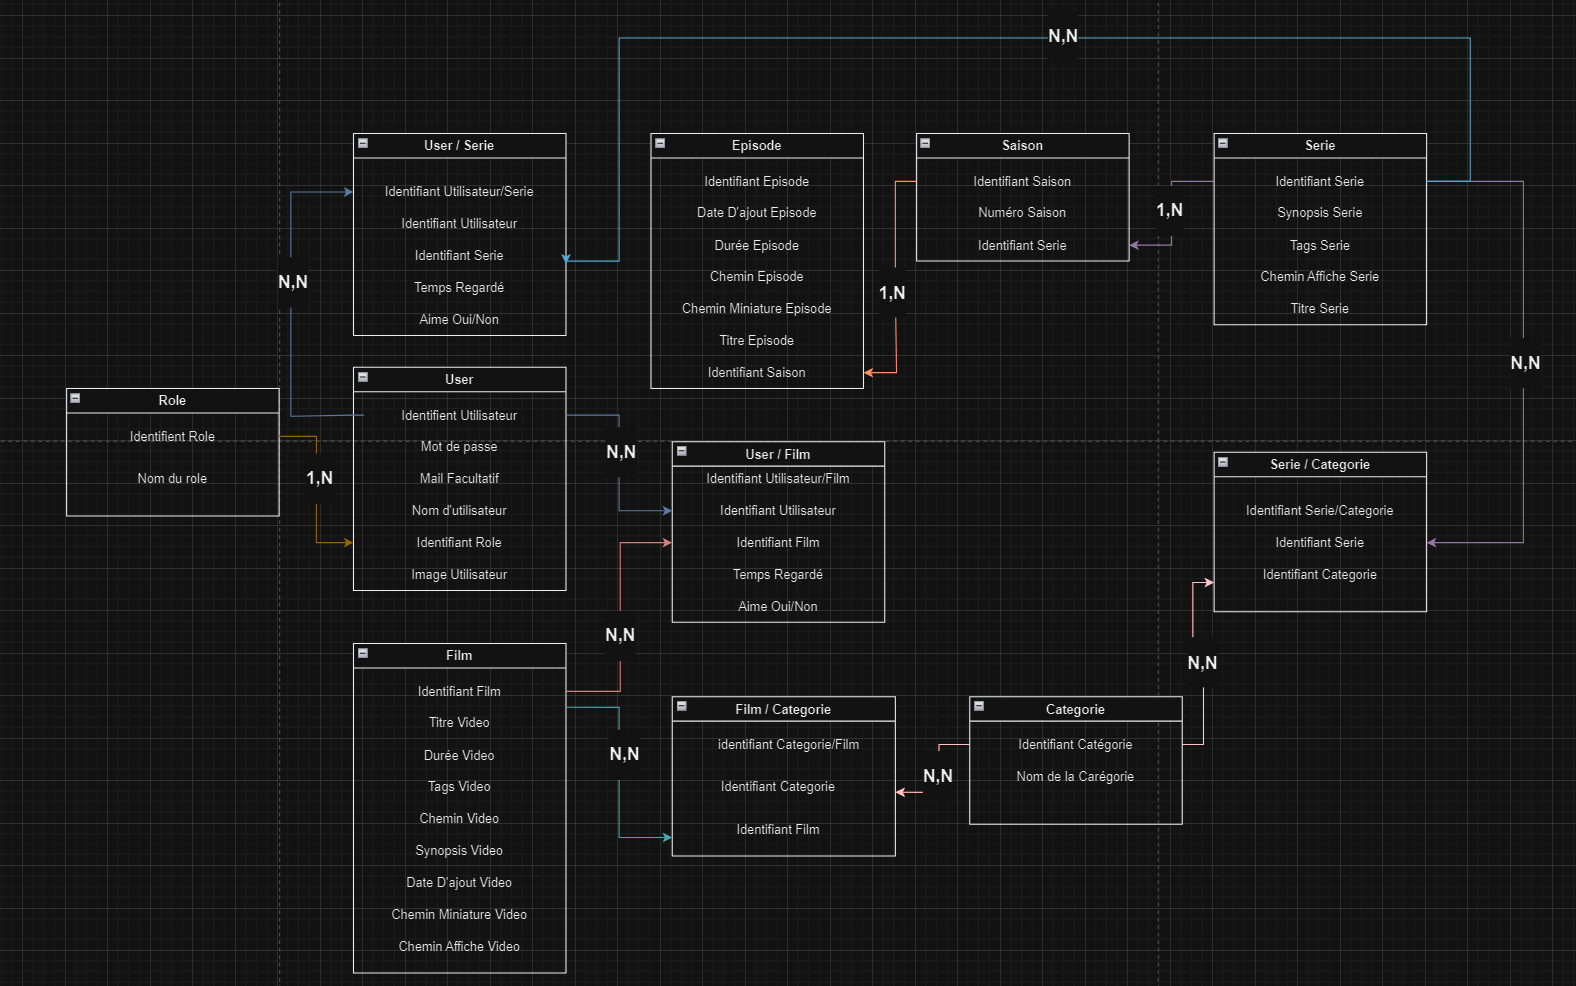 N,N
User / Serie
Identifiant Utilisateur/Serie
Identifiant Utilisateur
Identifiant Serie
Temps Regardé
Aime Oui/Non
Episode
Identifiant Episode
Date D'ajout Episode
Durée Episode
Chemin Episode
Chemin Miniature Episode
Titre Episode
Identifiant Saison
1,N
Saison
Identifiant Saison
Numéro Saison
Identifiant Serie
1,N
Serie
Identifiant Serie
Synopsis Serie
Tags Serie
Chemin Affiche Serie
Titre Serie
N,N
N,N
Role
Identifient Role
Nom du role
1,N
User
Identifient Utilisateur
Mot de passe
Mail Facultatif
Nom d'utilisateur
Identifiant Role
Image Utilisateur
N,N
User / Film
Identifiant Utilisateur/Film
Identifiant Utilisateur
Identifiant Film
Temps Regardé
Aime Oui/Non
Serie / Categorie
Identifiant Serie/Categorie
Identifiant Serie
Identifiant Categorie
N,N
N,N
Film
Identifiant Film
Titre Video
Durée Video
Tags Video
Chemin Video
Synopsis Video
Date D'ajout Video
Chemin Miniature Video
Chemin Affiche Video
N,N
Film / Categorie
identifiant Categorie/Film
Identifiant Categorie
Identifiant Film
N,N
Categorie
Identifiant Catégorie
Nom de la Carégorie